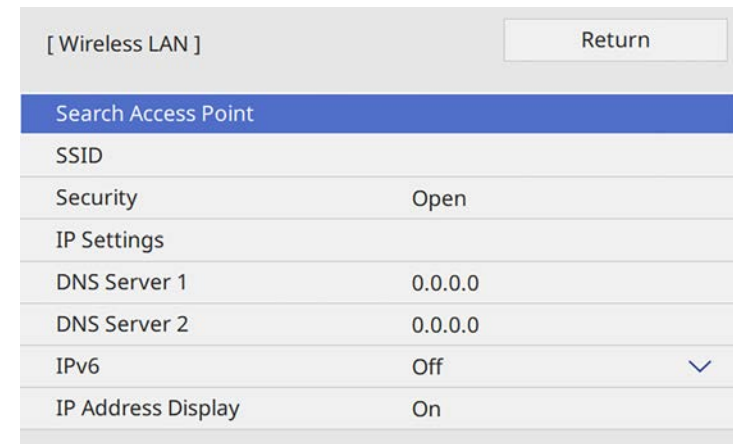 [ Wireless LAN ]
Return
Search Access Point
SSID
Security Open
IP Settings
DNS Server 1 0.0.0.0
DNS Server 2 0.0.0.0
IPv6 Off
IP Address Display On